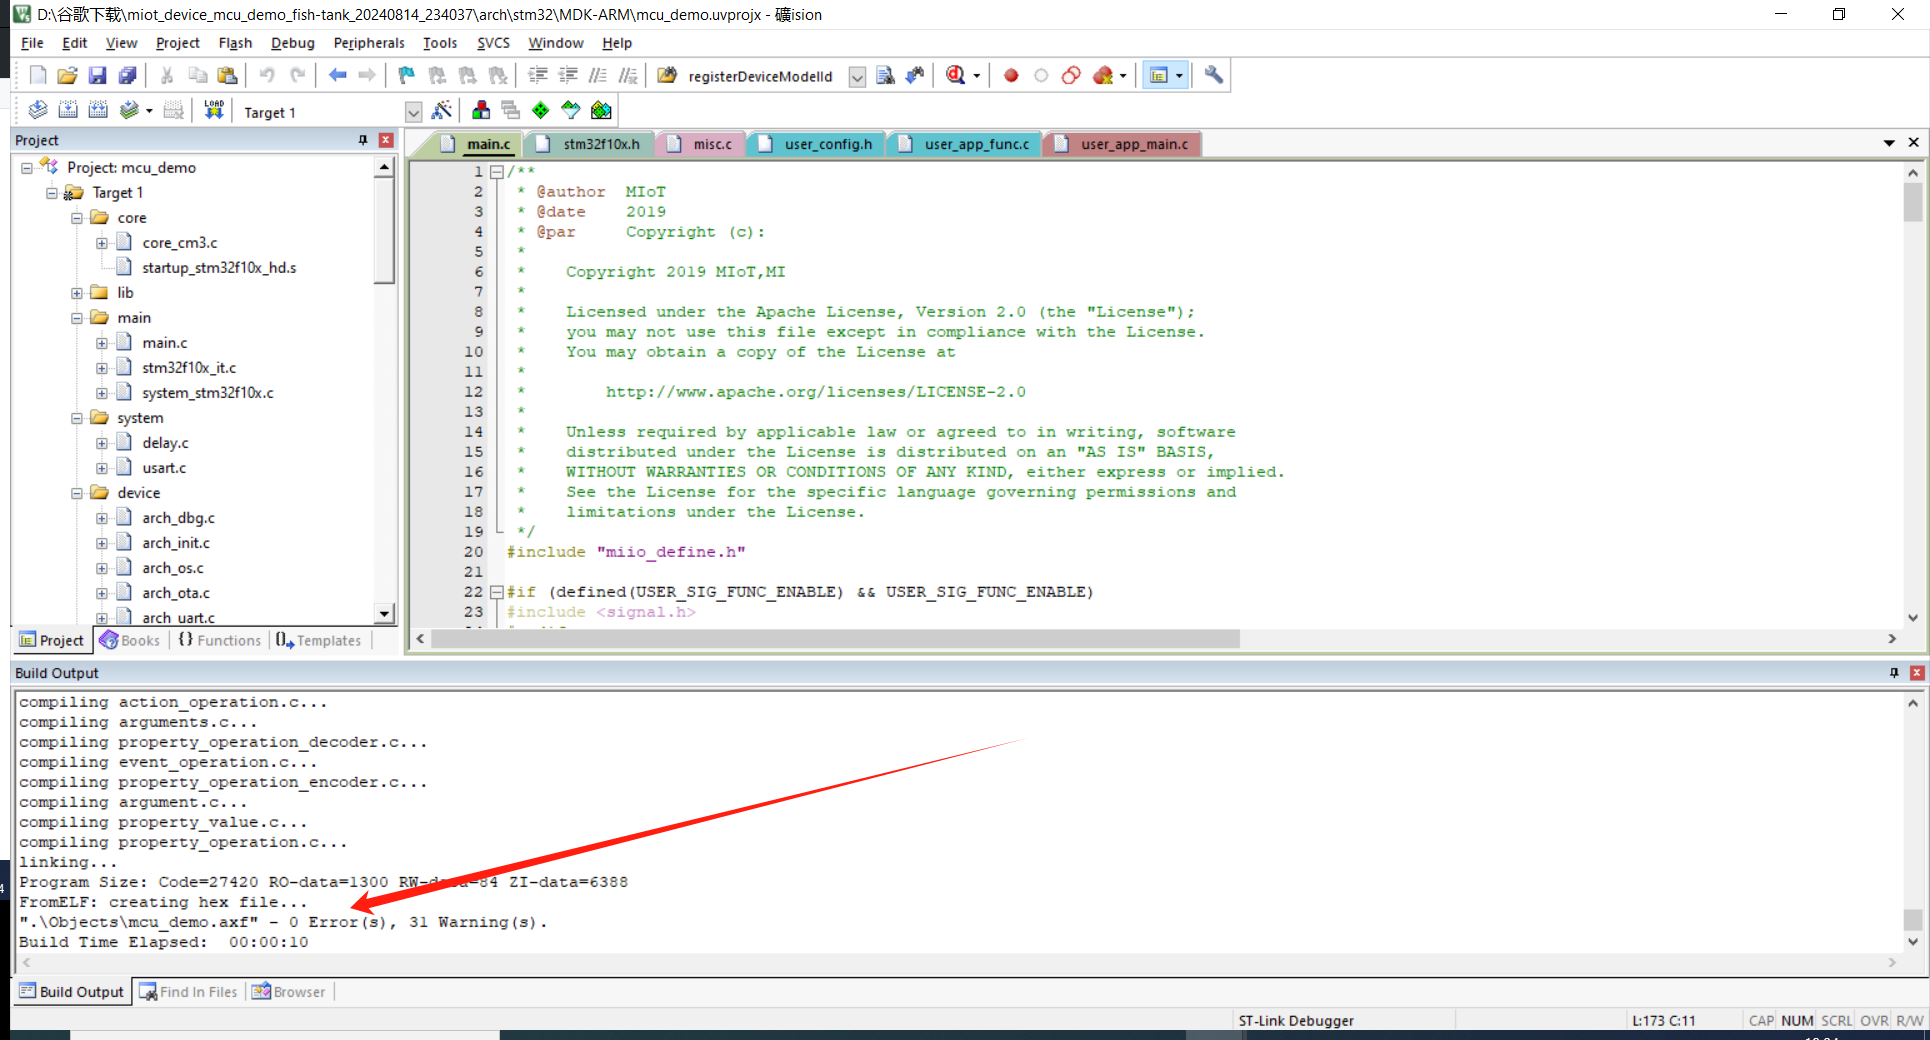 D:\谷歌下载\miot_device_mcu_demo_fish-tank_20240814_234037\arch\stm32\MDK-ARM\mcu_demo.uvprojx - 礦ision
File Edit View Project Flash Debug Peripherals Tools SVCS Window Help
registerDeviceModelId
LOAD Target 1
Project
main.c stm32f10x.h misc.c user_config.h user_app_func.c user_app_main.c
Project: mcu_demo
Target 1
core
core_cm3.c
startup_stm32f10x_hd.s
lib
main
main.c
stm32f10x_it.c
system_stm32f10x.c
system
delay.c
usart.c
device
arch_dbg.c
arch_init.c
arch_os.c
arch_ota.c
arch_uart.c
Project Books {} Functions Templates
1 /**
2 * @author MIoT
3 * @date 2019
4 * @par Copyright (c):
5 *
6 * Copyright 2019 MIoT,MI
7 *
8 * Licensed under the Apache License, Version 2.0 (the "License");
9 * you may not use this file except in compliance with the License.
10 * You may obtain a copy of the License at
11 *
12 * http://www.apache.org/licenses/LICENSE-2.0
13 *
14 * Unless required by applicable law or agreed to in writing, software
15 * distributed under the License is distributed on an "AS IS" BASIS,
16 * WITHOUT WARRANTIES OR CONDITIONS OF ANY KIND, either express or implied.
17 * See the License for the specific language governing permissions and
18 * limitations under the License.
19 */
20 #include "miio_define.h"
21
22 #if (defined(USER_SIG_FUNC_ENABLE) && USER_SIG_FUNC_ENABLE)
23 #include <signal.h>
Build Output
compiling action_operation.c...
compiling arguments.c...
compiling property_operation_decoder.c...
compiling event_operation.c...
compiling property_operation_encoder.c...
compiling argument.c...
compiling property_value.c...
compiling property_operation.c...
linking...
Program Size: Code=27420 RO-data=1300 RW-data=84 ZI-data=6388
FromELF: creating hex file...
".\Objects\mcu_demo.axf" - 0 Error(s), 31 Warning(s).
Build Time Elapsed: 00:00:10
Build Output Find In Files Browser
ST-Link Debugger L:173 C:11 CAP NUM SCRL OVR R/W